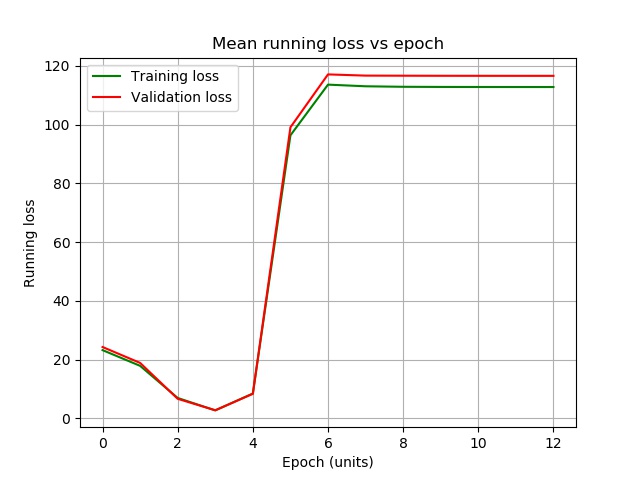 Mean running loss vs epoch
Training loss
Validation loss
120
100
80
60
40
20
0
Running loss
0 2 4 6 8 10 12
Epoch (units)